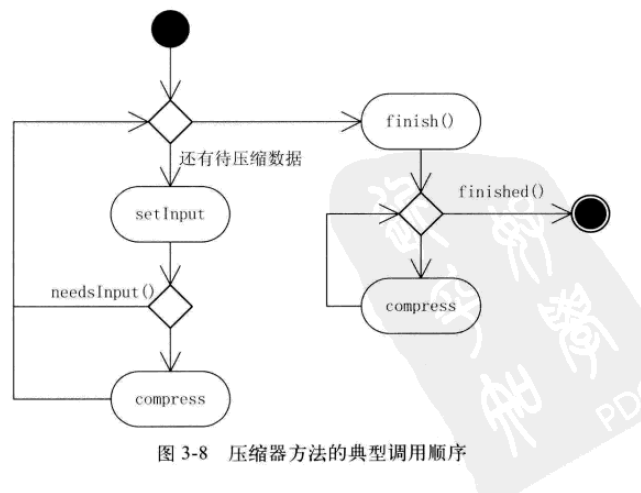 finish()
还有待压缩数据
finished()
setInput
needsInput()
compress
compress
图 3-8 压缩器方法的典型调用顺序
PD